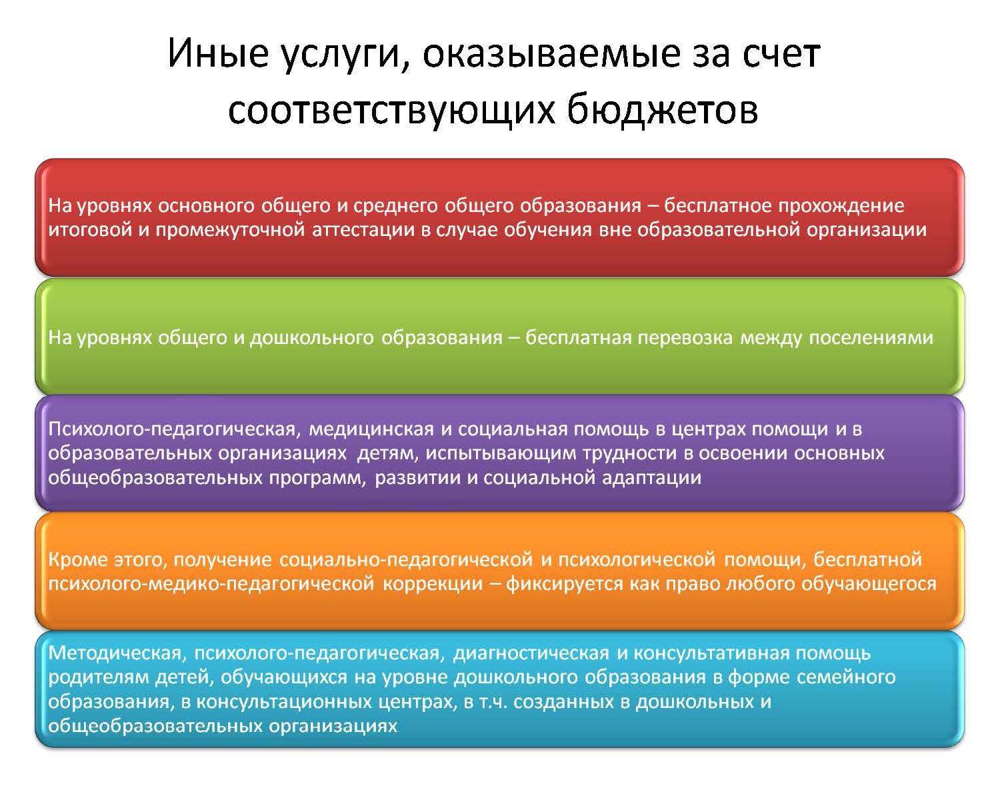 Иные услуги, оказываемые за счет
соответствующих бюджетов
На уровнях основного общего и среднего общего образования – бесплатное прохождение
итоговой и промежуточной аттестации в случае обучения вне образовательной организации
На уровнях общего и дошкольного образования – бесплатная перевозка между поселениями
Психолого-педагогическая, медицинская и социальная помощь в центрах помощи и в
образовательных организациях детям, испытывающим трудности в освоении основных
общеобразовательных программ, развитии и социальной адаптации
Кроме этого, получение социально-педагогической и психологической помощи, бесплатной
психолого-медико-педагогической коррекции – фиксируется как право любого обучающегося
Методическая, психолого-педагогическая, диагностическая и консультативная помощь
родителям детей, обучающихся на уровне дошкольного образования в форме семейного
образования, в консультационных центрах, в т.ч. созданных в дошкольных и
общеобразовательных организациях